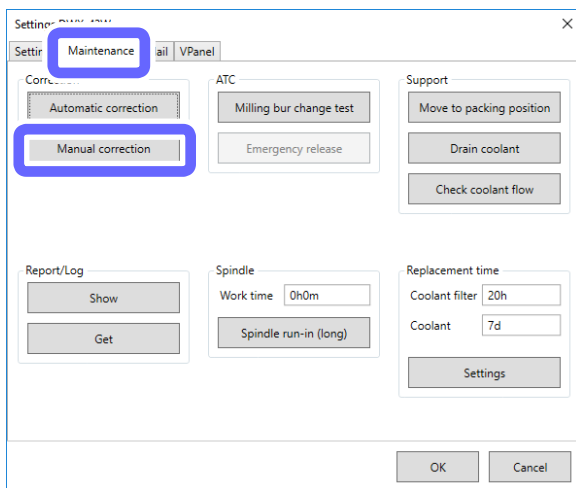 Settings DWX-42W
Settin Maintenance ail VPanel
Correction
Automatic correction
Manual correction
ATC
Milling bur change test
Emergency release
Support
Move to packing position
Drain coolant
Check coolant flow
Report/Log
Show
Get
Spindle
Work time 0h0m
Spindle run-in (long)
Replacement time
Coolant filter 20h
Coolant 7d
Settings
OK Cancel